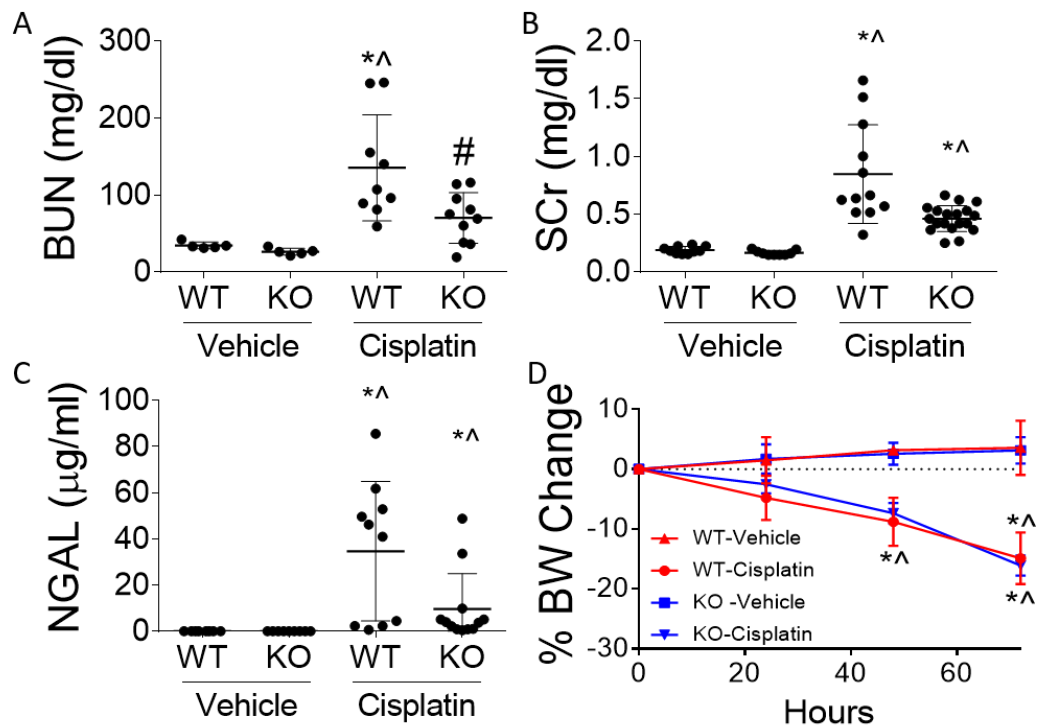 A
BUN (mg/dl)
300
200
100
0
*^
#
WT KO WT KO
Vehicle Cisplatin
B
SCr (mg/dl)
2.0
1.5
1.0
0.5
0.0
*^
*^
WT KO WT KO
Vehicle Cisplatin
C
NGAL (µg/ml)
100
80
60
40
20
0
*^
*^
WT KO WT KO
Vehicle Cisplatin
D
% BW Change
10
0
-10
-20
-30
WT-Vehicle
WT-Cisplatin
KO -Vehicle
KO-Cisplatin
*^
*^
*^
0 20 40 60
Hours